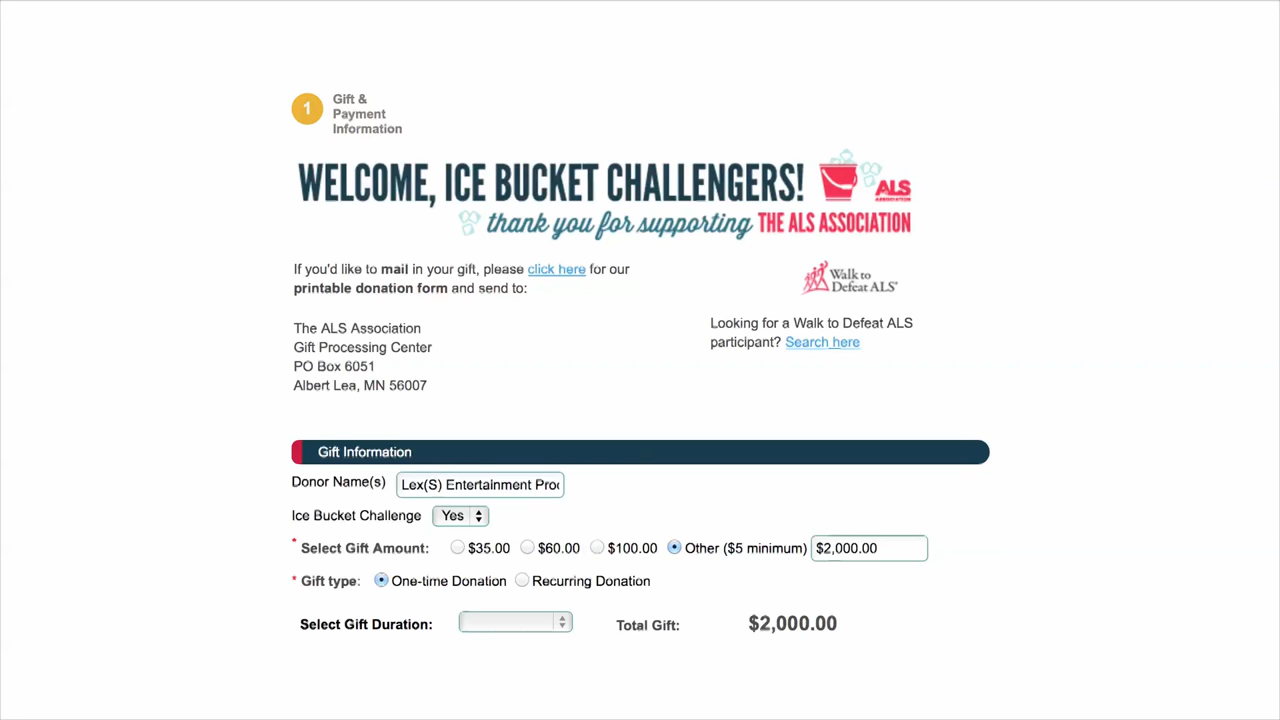 1
Gift &
Payment
Information
WELCOME, ICE BUCKET CHALLENGERS!
ALS
ASSOCIATION
thank you for supporting THE ALS ASSOCIATION
If you'd like to mail in your gift, please click here for our
printable donation form and send to:
The ALS Association
Gift Processing Center
PO Box 6051
Albert Lea, MN 56007
Walk to
Defeat ALS®
Looking for a Walk to Defeat ALS
participant? Search here
Gift Information
Donor Name(s) Lex(S) Entertainment Proc
Ice Bucket Challenge Yes
* Select Gift Amount: $35.00 $60.00 $100.00 Other ($5 minimum) $2,000.00
* Gift type: One-time Donation Recurring Donation
Select Gift Duration: Total Gift: $2,000.00